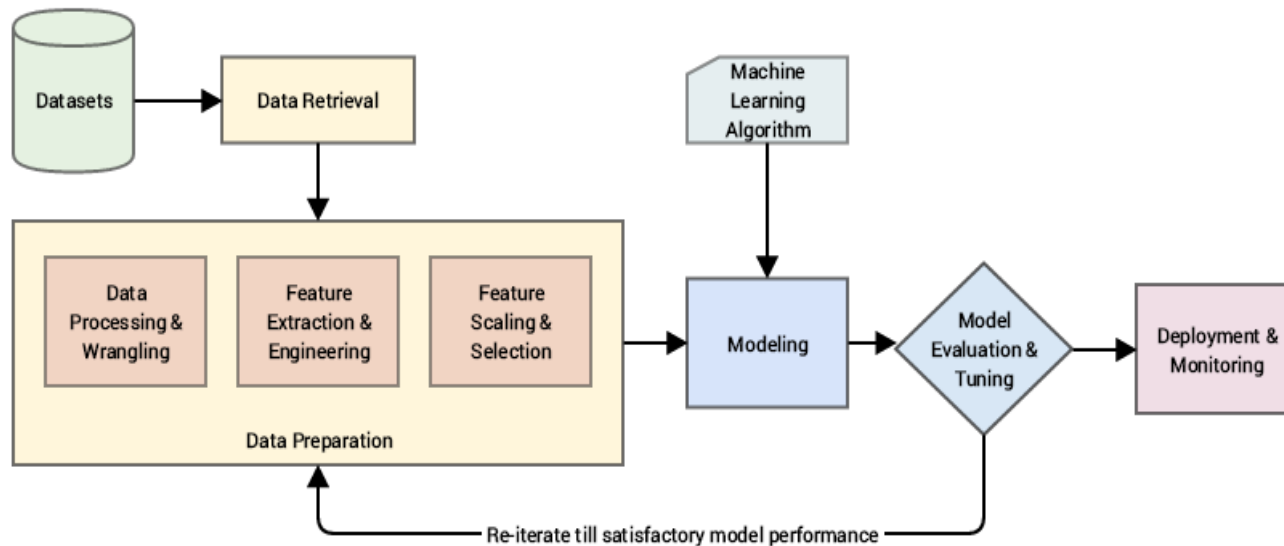 Datasets
Data Retrieval
Machine
Learning
Algorithm
Data
Processing &
Wrangling
Feature
Extraction &
Engineering
Feature
Scaling &
Selection
Data Preparation
Modeling
Model
Evaluation &
Tuning
Deployment &
Monitoring
Re-iterate till satisfactory model performance